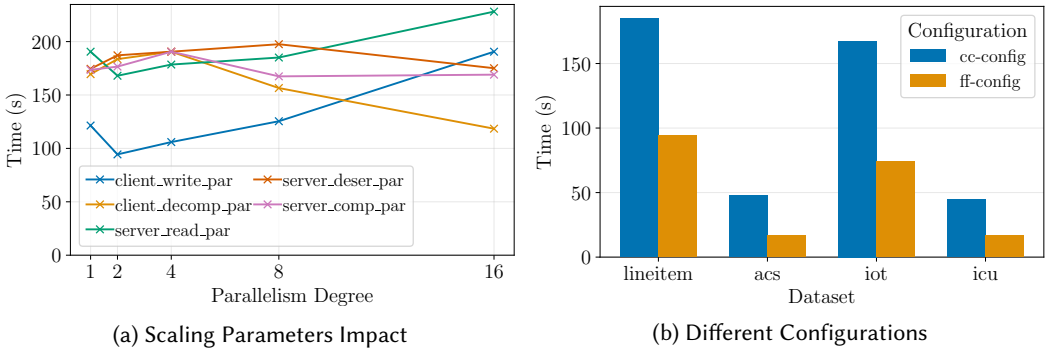 200
150
100
50
0
Time (s)
client_write_par
client_decomp_par
server_read_par
server_deser_par
server_comp_par
1 2 4 8 16
Parallelism Degree
(a) Scaling Parameters Impact
150
100
50
0
Time (s)
Configuration
cc-config
ff-config
lineitem acs iot icu
Dataset
(b) Different Configurations